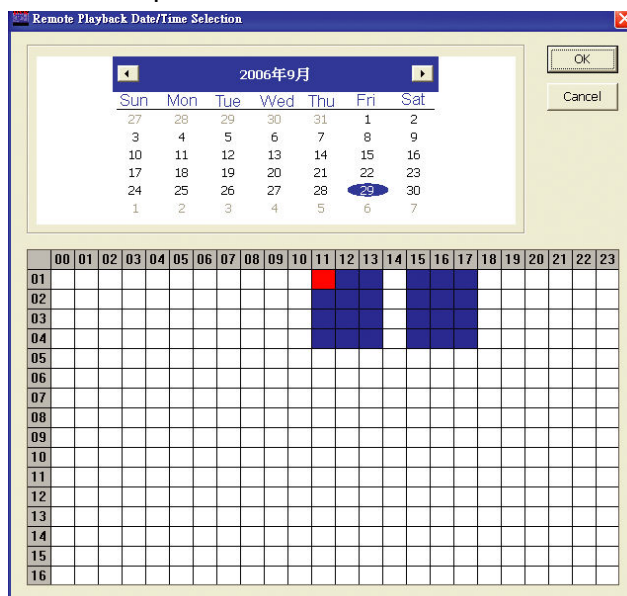 Remote Playback Date/Time Selection
OK
Cancel
2006年9月
Sun Mon Tue Wed Thu Fri Sat
27 28 29 30 31 1 2
3 4 5 6 7 8 9
10 11 12 13 14 15 16
17 18 19 20 21 22 23
24 25 26 27 28 29 30
1 2 3 4 5 6 7
00 01 02 03 04 05 06 07 08 09 10 11 12 13 14 15 16 17 18 19 20 21 22 23
01
02
03
04
05
06
07
08
09
10
11
12
13
14
15
16